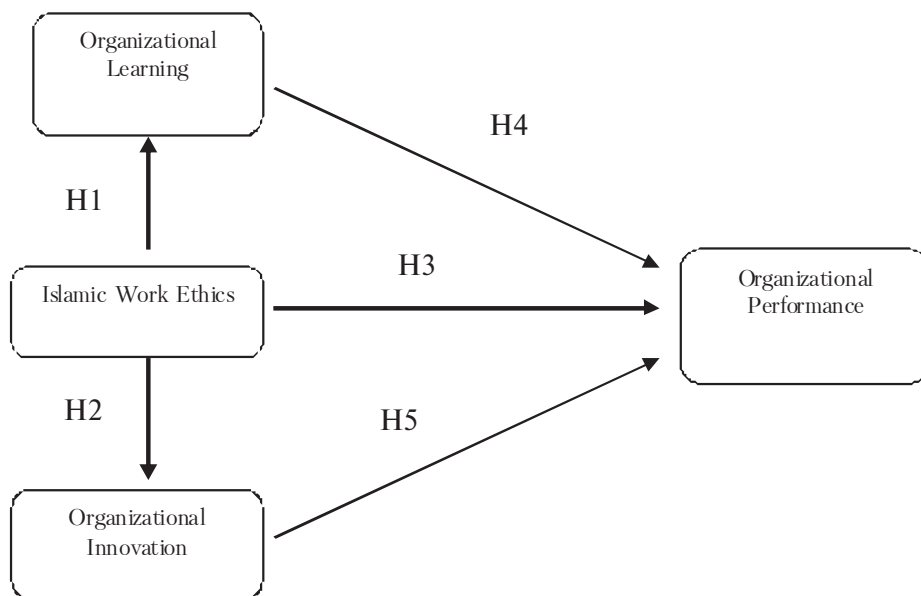 Organizational
Learning
H4
H1
Islamic Work Ethics
H3
Organizational
Performance
H2
H5
Organizational
Innovation